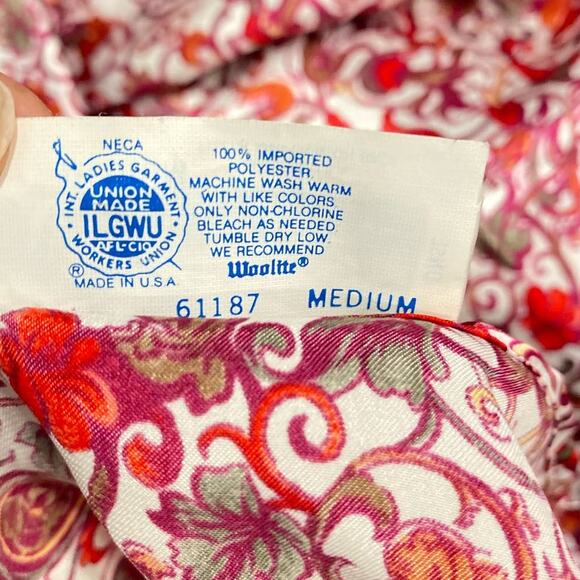 NECA
INT. LADIES GARMENT
UNION
MADE
ILGWU
AFL-CIO
WORKERS UNION
®
MADE IN U.S.A.
100% IMPORTED
POLYESTER
MACHINE WASH WARM
WITH LIKE COLORS
ONLY NON-CHLORINE
BLEACH AS NEEDED
TUMBLE DRY LOW.
WE RECOMMEND
Woolite®
61187 MEDIUM